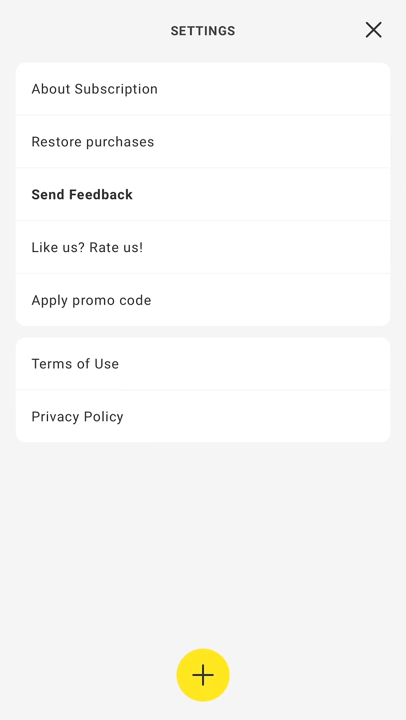 SETTINGS
About Subscription
Restore purchases
Send Feedback
Like us? Rate us!
Apply promo code
Terms of Use
Privacy Policy